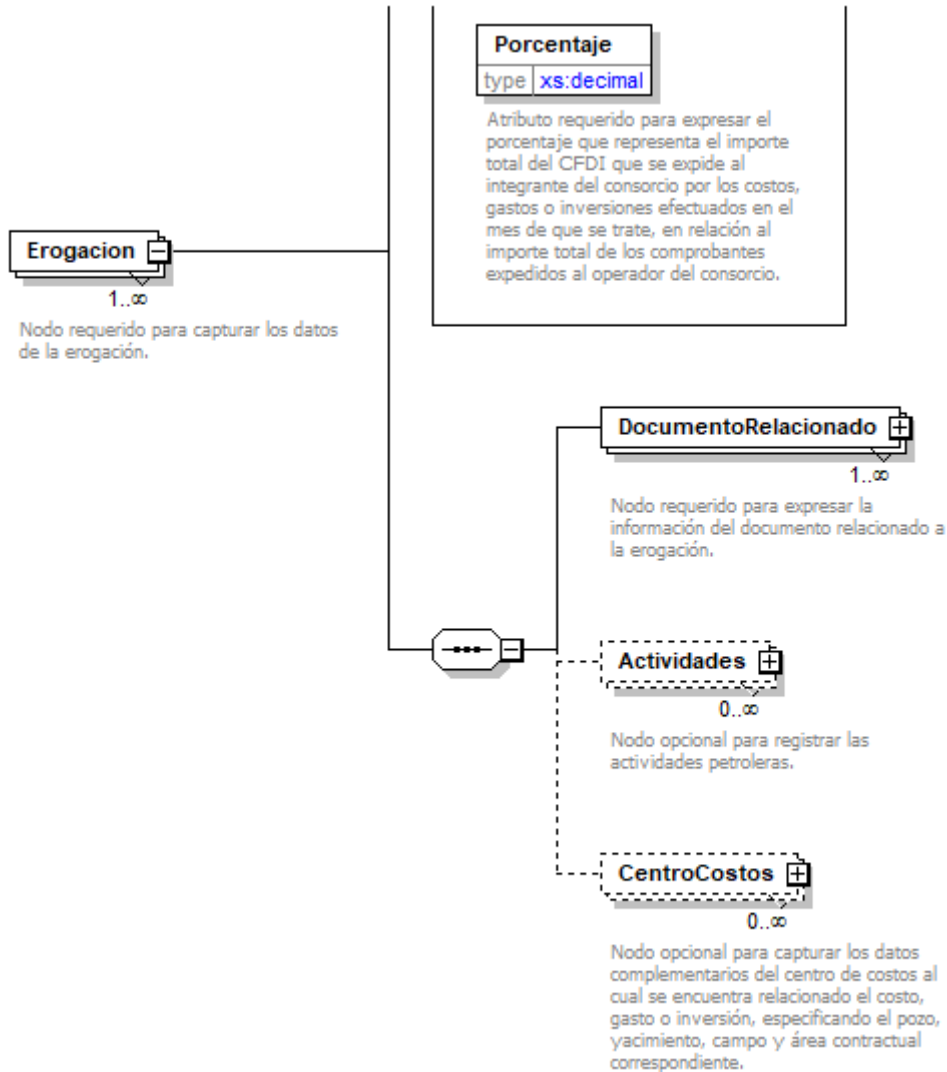 Porcentaje
type xs:decimal
Atributo requerido para expresar el
porcentaje que representa el importe
total del CFDI que se expide al
integrante del consorcio por los costos,
gastos o inversiones efectuados en el
mes de que se trate, en relación al
importe total de los comprobantes
expedidos al operador del consorcio.
Erogacion
1..∞
Nodo requerido para capturar los datos
de la erogación.
DocumentoRelacionado
1..∞
Nodo requerido para expresar la
información del documento relacionado a
la erogación.
Actividades
0..∞
Nodo opcional para registrar las
actividades petroleras.
CentroCostos
0..∞
Nodo opcional para capturar los datos
complementarios del centro de costos al
cual se encuentra relacionado el costo,
gasto o inversión, especificando el pozo,
yacimiento, campo y área contractual
correspondiente.